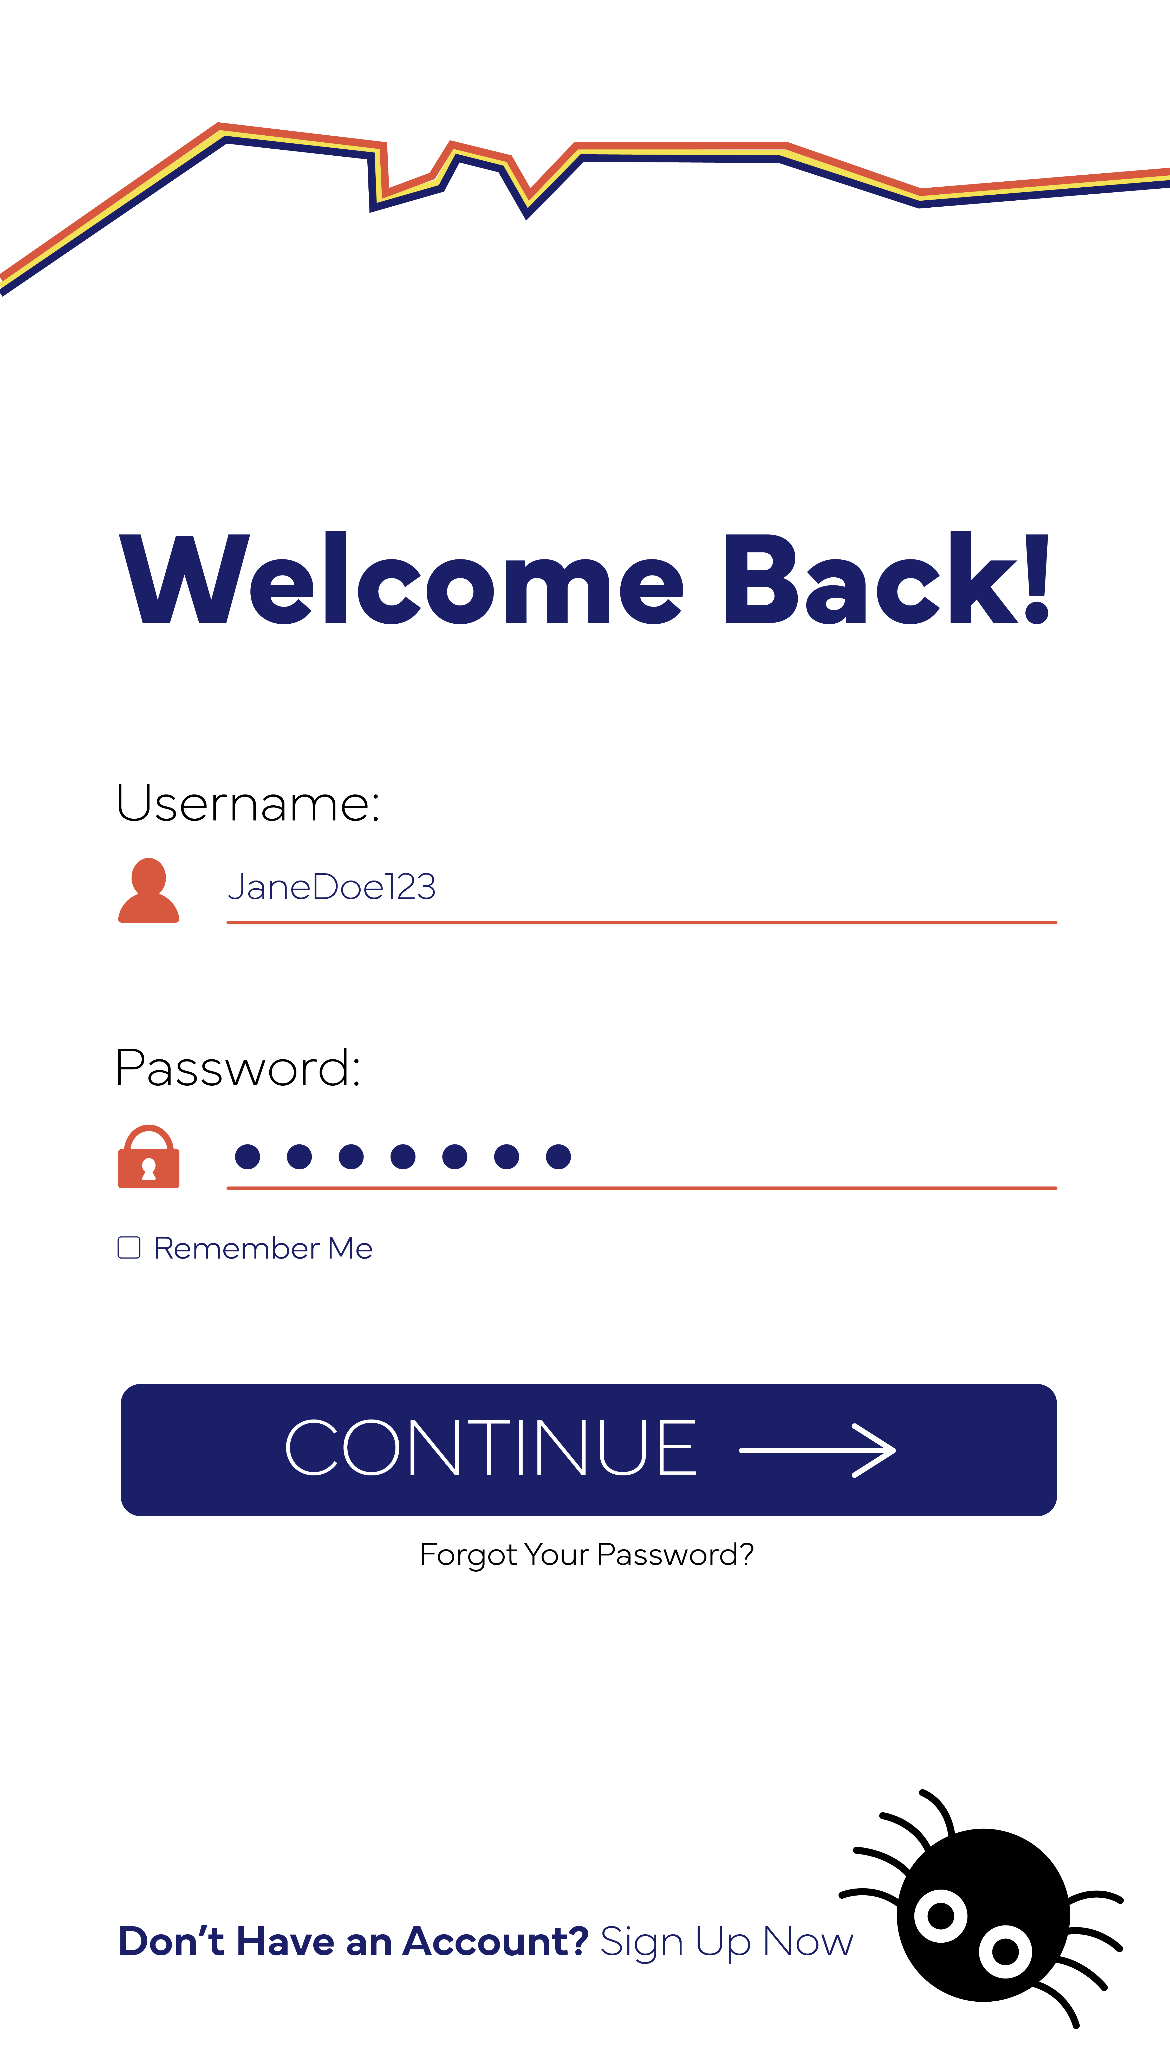 Welcome Back!
Username:
JaneDoe123
Password:
Remember Me
CONTINUE
Forgot Your Password?
Don’t Have an Account? Sign Up Now